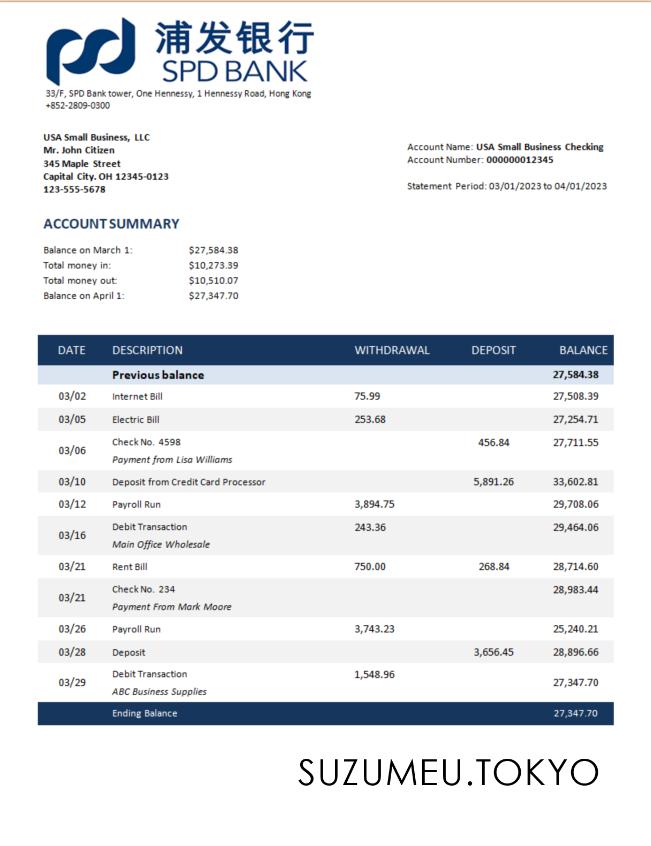 浦发银行
SPD BANK
33/F, SPD Bank tower, One Hennessy, 1 Hennessy Road, Hong Kong
+852-2809-0300
USA Small Business, LLC
Mr. John Citizen
345 Maple Street
Capital City. OH 12345-0123
123-555-5678
Account Name: USA Small Business Checking
Account Number: 000000012345
Statement Period: 03/01/2023 to 04/01/2023
ACCOUNT SUMMARY
Balance on March 1: $27,584.38
Total money in: $10,273.39
Total money out: $10,510.07
Balance on April 1: $27,347.70
DATE DESCRIPTION WITHDRAWAL DEPOSIT BALANCE
Previous balance 27,584.38
03/02 Internet Bill 75.99 27,508.39
03/05 Electric Bill 253.68 27,254.71
03/06 Check No. 4598 456.84 27,711.55
Payment from Lisa Williams
03/10 Deposit from Credit Card Processor 5,891.26 33,602.81
03/12 Payroll Run 3,894.75 29,708.06
03/16 Debit Transaction 243.36 29,464.06
Main Office Wholesale
03/21 Rent Bill 750.00 268.84 28,714.60
03/21 Check No. 234 28,983.44
Payment From Mark Moore
03/26 Payroll Run 3,743.23 25,240.21
03/28 Deposit 3,656.45 28,896.66
03/29 Debit Transaction 1,548.96 27,347.70
ABC Business Supplies
Ending Balance 27,347.70
SUZUMEU.TOKYO